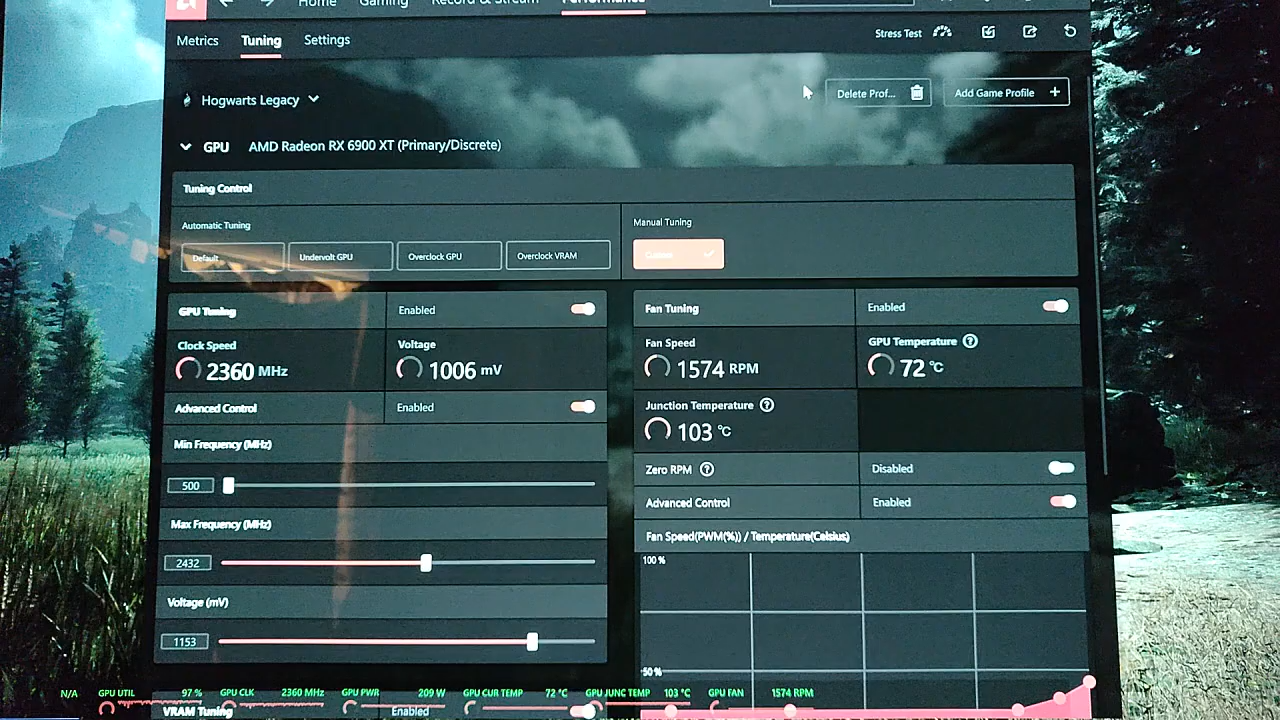 Home Gaming Record & Stream Performance
Metrics Tuning Settings Stress Test
Hogwarts Legacy Delete Prof... Add Game Profile +
GPU AMD Radeon RX 6900 XT (Primary/Discrete)
Tuning Control
Automatic Tuning
Default Undervolt GPU Overclock GPU Overclock VRAM
Manual Tuning
Custom
GPU Tuning Enabled
Clock Speed
2360 MHz
Voltage
1006 mV
Advanced Control Enabled
Min Frequency (MHz)
500
Max Frequency (MHz)
2432
Voltage (mV)
1153
Fan Tuning Enabled
Fan Speed
1574 RPM
GPU Temperature ?
72 °C
Junction Temperature ?
103 °C
Zero RPM ? Disabled
Advanced Control Enabled
Fan Speed(PWM(%)) / Temperature(Celsius)
100 %
50 %
N/A GPU UTIL 97 % GPU CLK 2360 MHz GPU PWR 209 W GPU CUR TEMP 72 °C GPU JUNC TEMP 103 °C GPU FAN 1574 RPM
VRAM Tuning Enabled